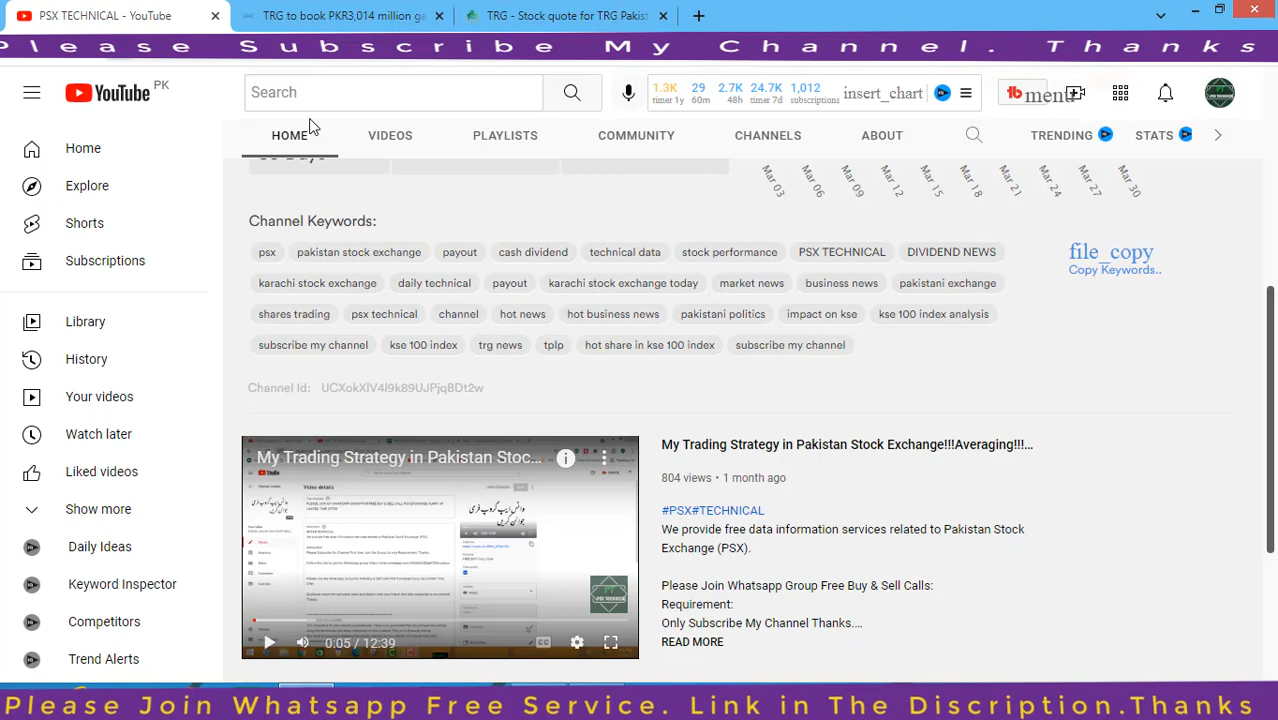 PSX TECHNICAL - YouTube
TRG to book PKR3,014 million ga
TRG - Stock quote for TRG Pakist
Please Subscribe My Channel. Thanks
YouTube PK
Search
1.3K 29 2.7K 24.7K 1,012
timer 1y 60m 48h timer 7d subscriptions
insert_chart
menu
HOME VIDEOS PLAYLISTS COMMUNITY CHANNELS ABOUT TRENDING STATS
Home
Explore
Shorts
Subscriptions
Library
History
Your videos
Watch later
Liked videos
Show more
Daily Ideas
Keyword Inspector
Competitors
Trend Alerts
Mar 03 Mar 06 Mar 09 Mar 12 Mar 15 Mar 18 Mar 21 Mar 24 Mar 27 Mar 30
Channel Keywords:
psx pakistan stock exchange payout cash dividend technical data stock performance PSX TECHNICAL DIVIDEND NEWS
karachi stock exchange daily technical payout karachi stock exchange today market news business news pakistani exchange
shares trading psx technical channel hot news hot business news pakistani politics impact on kse kse 100 index analysis
subscribe my channel kse 100 index trg news tplp hot share in kse 100 index subscribe my channel
file_copy
Copy Keywords..
Channel Id: UCXokXlV4I9k89UJPjqBDt2w
My Trading Strategy in Pakistan Stoc...
0:05 / 12:39
My Trading Strategy in Pakistan Stock Exchange!!!Averaging!!!...
804 views • 1 month ago
#PSX#TECHNICAL
We provide meta information services related to Pakistan Stock
Exchange (PSX).
Please Join Whatsapp Group Free Buy & Sell Calls:
Requirement:
Only Subscribe My Channel Thanks....
READ MORE
Please Join Whatsapp Free Service. Link in The Discription.Thanks